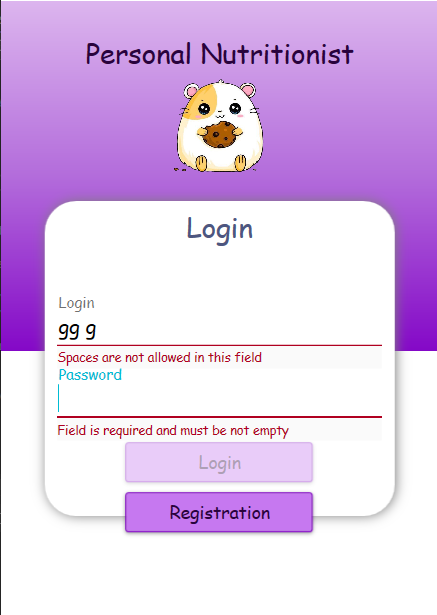 Personal Nutritionist
Login
Login
99 9
Spaces are not allowed in this field
Password
Field is required and must be not empty
Login
Registration